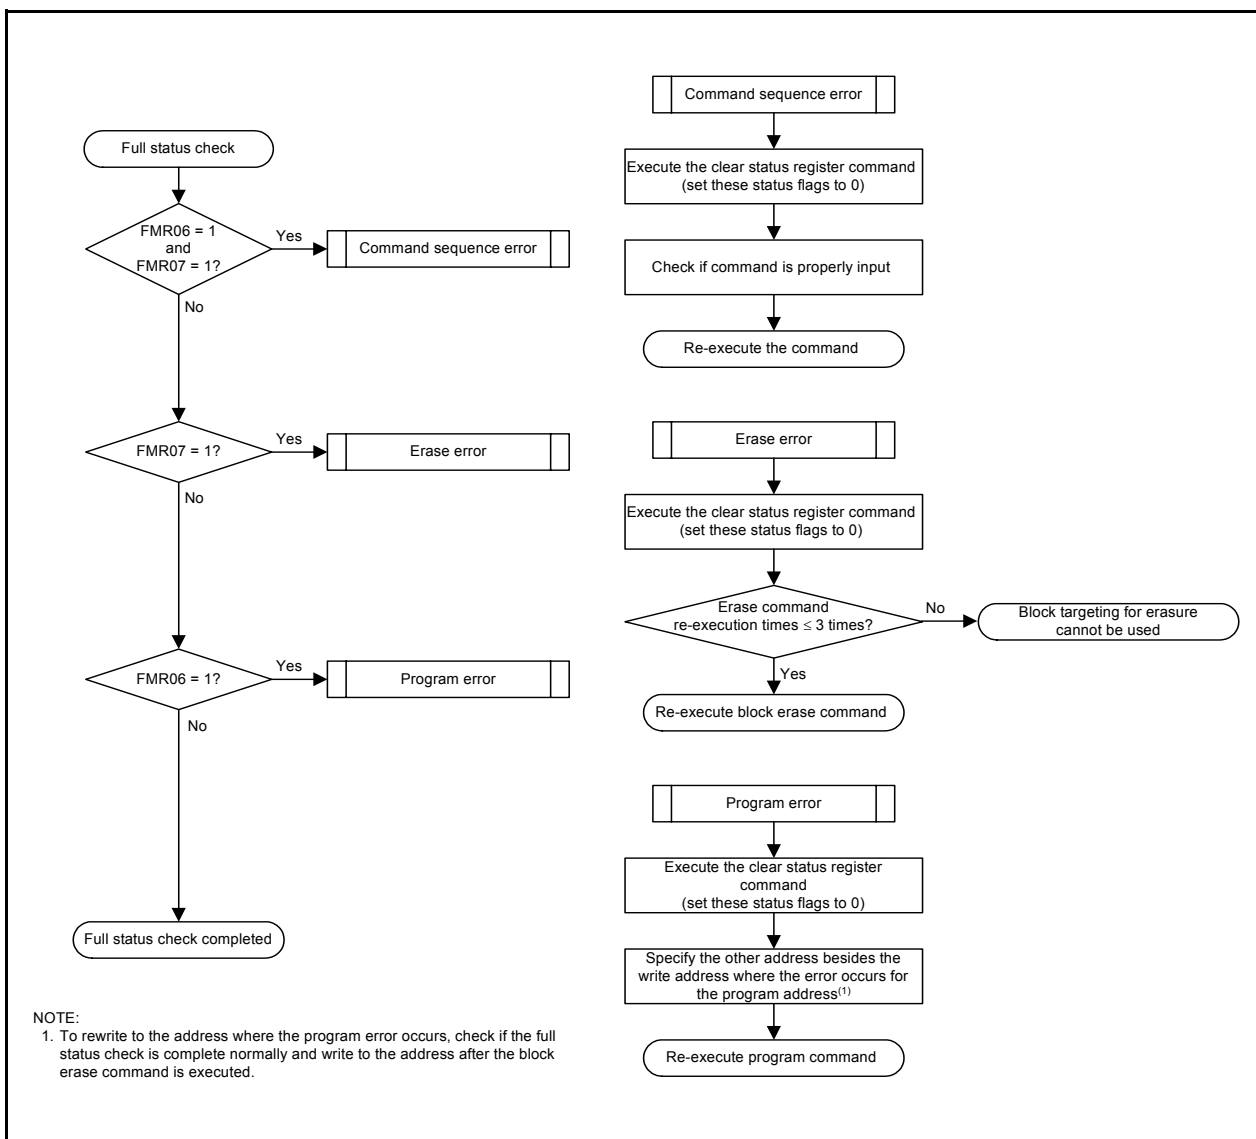 Full status check
FMR06 = 1
and
FMR07 = 1?
Yes
Command sequence error
No
FMR07 = 1?
Yes
Erase error
No
FMR06 = 1?
Yes
Program error
No
Full status check completed
Command sequence error
Execute the clear status register command
(set these status flags to 0)
Check if command is properly input
Re-execute the command
Erase error
Execute the clear status register command
(set these status flags to 0)
Erase command
re-execution times ≤ 3 times?
No
Block targeting for erasure
cannot be used
Yes
Re-execute block erase command
Program error
Execute the clear status register
command
(set these status flags to 0)
Specify the other address besides the
write address where the error occurs for
the program address(1)
Re-execute program command
NOTE:
1. To rewrite to the address where the program error occurs, check if the full
status check is complete normally and write to the address after the block
erase command is executed.